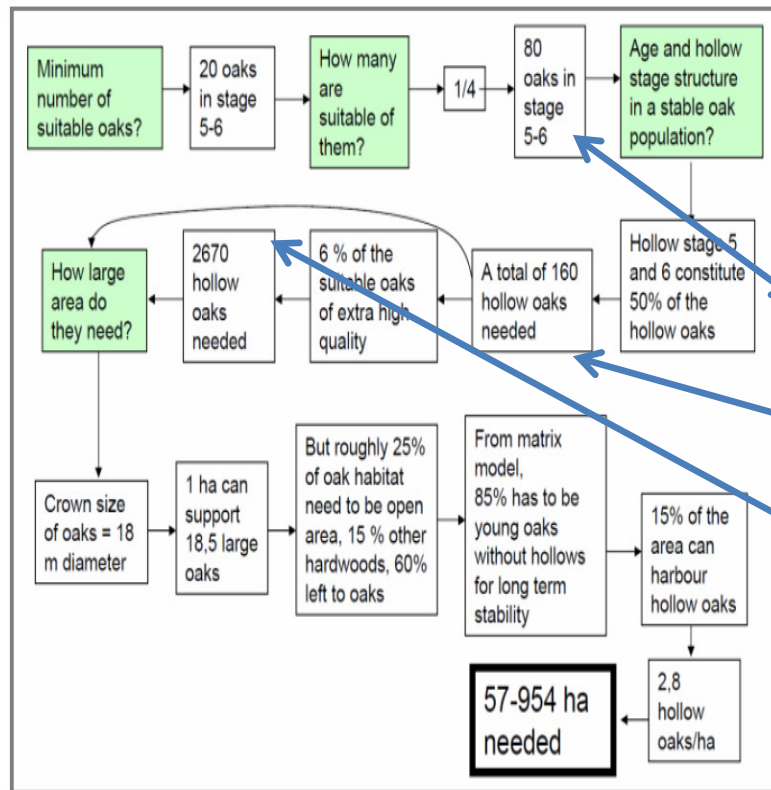 Minimum
number of
suitable oaks?
20 oaks
in stage
5-6
How many
are
suitable of
them?
1/4
80
oaks in
stage
5-6
Age and hollow
stage structure
in a stable oak
population?
Hollow stage 5
and 6 constitute
50% of the
hollow oaks
A total of 160
hollow oaks
needed
6 % of the
suitable oaks
of extra high
quality
2670
hollow
oaks
needed
How large
area do
they need?
Crown size
of oaks = 18
m diameter
1 ha can
support
18,5 large
oaks
But roughly 25%
of oak habitat
need to be open
area, 15 % other
hardwoods, 60%
left to oaks
From matrix
model,
85% has to be
young oaks
without hollows
for long term
stability
15% of the
area can
harbour
hollow oaks
2,8
hollow
oaks/ha
57-954 ha
needed